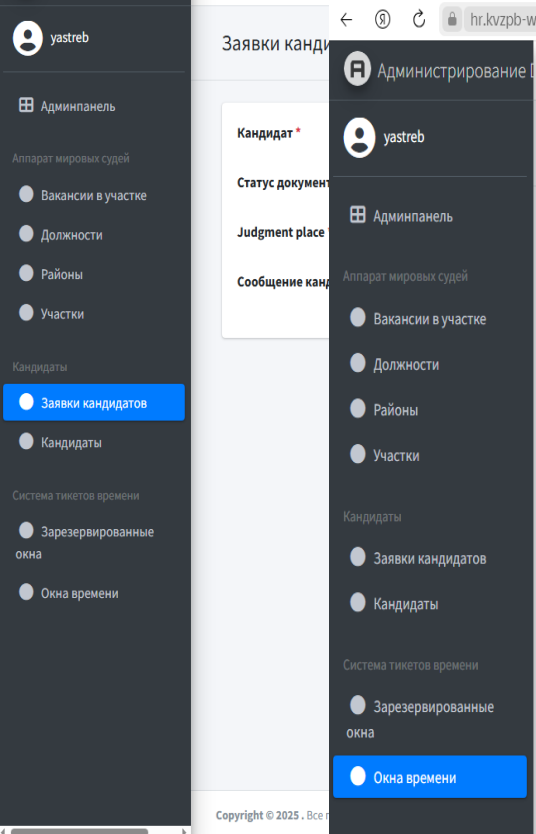 yastreb
Админпанель
Аппарат мировых судей
Вакансии в участке
Должности
Районы
Участки
Кандидаты
Заявки кандидатов
Кандидаты
Система тикетов времени
Зарезервированные
окна
Окна времени
Заявки канди
Кандидат *
Статус документ
Judgment place
Сообщение канд
Copyright © 2025 . Все
hr.kvzpb-w
Администрирование
yastreb
Админпанель
Аппарат мировых судей
Вакансии в участке
Должности
Районы
Участки
Кандидаты
Заявки кандидатов
Кандидаты
Система тикетов времени
Зарезервированные
окна
Окна времени